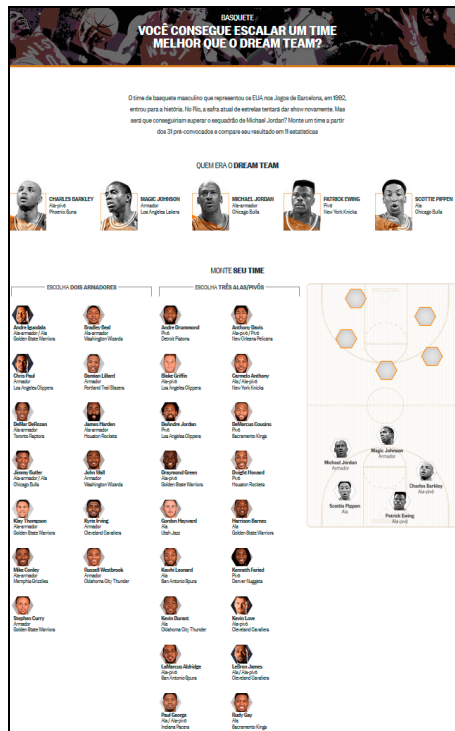 BASQUETE
VOCÊ CONSEGUE ESCALAR UM TIME
MELHOR QUE O DREAM TEAM?
O time de basquete masculino que representou os EUA nos Jogos de Barcelona, em 1992,
entrou para a história. No Rio, a safra atual de estrelas tentará dar show novamente. Mas
será que conseguiriam superar o esquadrão de Michael Jordan? Monte um time a partir
dos 31 pré-convocados e compare seu resultado em 11 estatísticas
QUEM ERA O DREAM TEAM
CHARLES BARKLEY
Ala-pivô
Phoenix Suns
MAGIC JOHNSON
Armador
Los Angeles Lakers
MICHAEL JORDAN
Ala-armador
Chicago Bulls
PATRICK EWING
Pivô
New York Knicks
SCOTTIE PIPPEN
Ala
Chicago Bulls
MONTE SEU TIME
ESCOLHA DOIS ARMADORES
Andre Iguodala
Ala-armador / Ala
Golden State Warriors
Bradley Beal
Ala-armador
Washington Wizards
Chris Paul
Armador
Los Angeles Clippers
Damian Lillard
Armador
Portland Trail Blazers
DeMar DeRozan
Ala-armador
Toronto Raptors
James Harden
Ala-armador
Houston Rockets
Jimmy Butler
Ala-armador / Ala
Chicago Bulls
John Wall
Armador
Washington Wizards
Klay Thompson
Ala-armador
Golden State Warriors
Kyrie Irving
Armador
Cleveland Cavaliers
Mike Conley
Ala-armador
Memphis Grizzlies
Russell Westbrook
Armador
Oklahoma City Thunder
Stephen Curry
Armador
Golden State Warriors
ESCOLHA TRÊS ALAS/PIVÔS
Andre Drummond
Pivô
Detroit Pistons
Anthony Davis
Ala-pivô / Pivô
New Orleans Pelicans
Blake Griffin
Ala-pivô
Los Angeles Clippers
Carmelo Anthony
Ala / Ala-pivô
New York Knicks
DeAndre Jordan
Pivô
Los Angeles Clippers
DeMarcus Cousins
Pivô
Sacramento Kings
Draymond Green
Ala-pivô
Golden State Warriors
Dwight Howard
Pivô
Houston Rockets
Gordon Hayward
Ala
Utah Jazz
Harrison Barnes
Ala
Golden State Warriors
Kawhi Leonard
Ala
San Antonio Spurs
Kenneth Faried
Pivô
Denver Nuggets
Kevin Durant
Ala
Oklahoma City Thunder
Kevin Love
Ala-pivô
Cleveland Cavaliers
LaMarcus Aldridge
Ala-pivô
San Antonio Spurs
LeBron James
Ala / Ala-pivô
Cleveland Cavaliers
Paul George
Ala / Ala-pivô
Indiana Pacers
Rudy Gay
Ala
Sacramento Kings
Michael Jordan
Armador
Magic Johnson
Armador
Charles Barkley
Ala-pivô
Scottie Pippen
Ala
Patrick Ewing
Ala-pivô